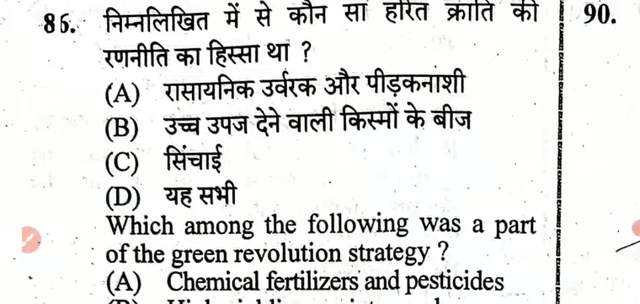 86. निम्नलिखित में से कौन सा हरित क्रांति की
रणनीति का हिस्सा था ?
(A) रासायनिक उर्वरक और पीड़कनाशी
(B) उच्च उपज देने वाली किस्मों के बीज
(C) सिंचाई
(D) यह सभी
Which among the following was a part
of the green revolution strategy ?
(A) Chemical fertilizers and pesticides
90.